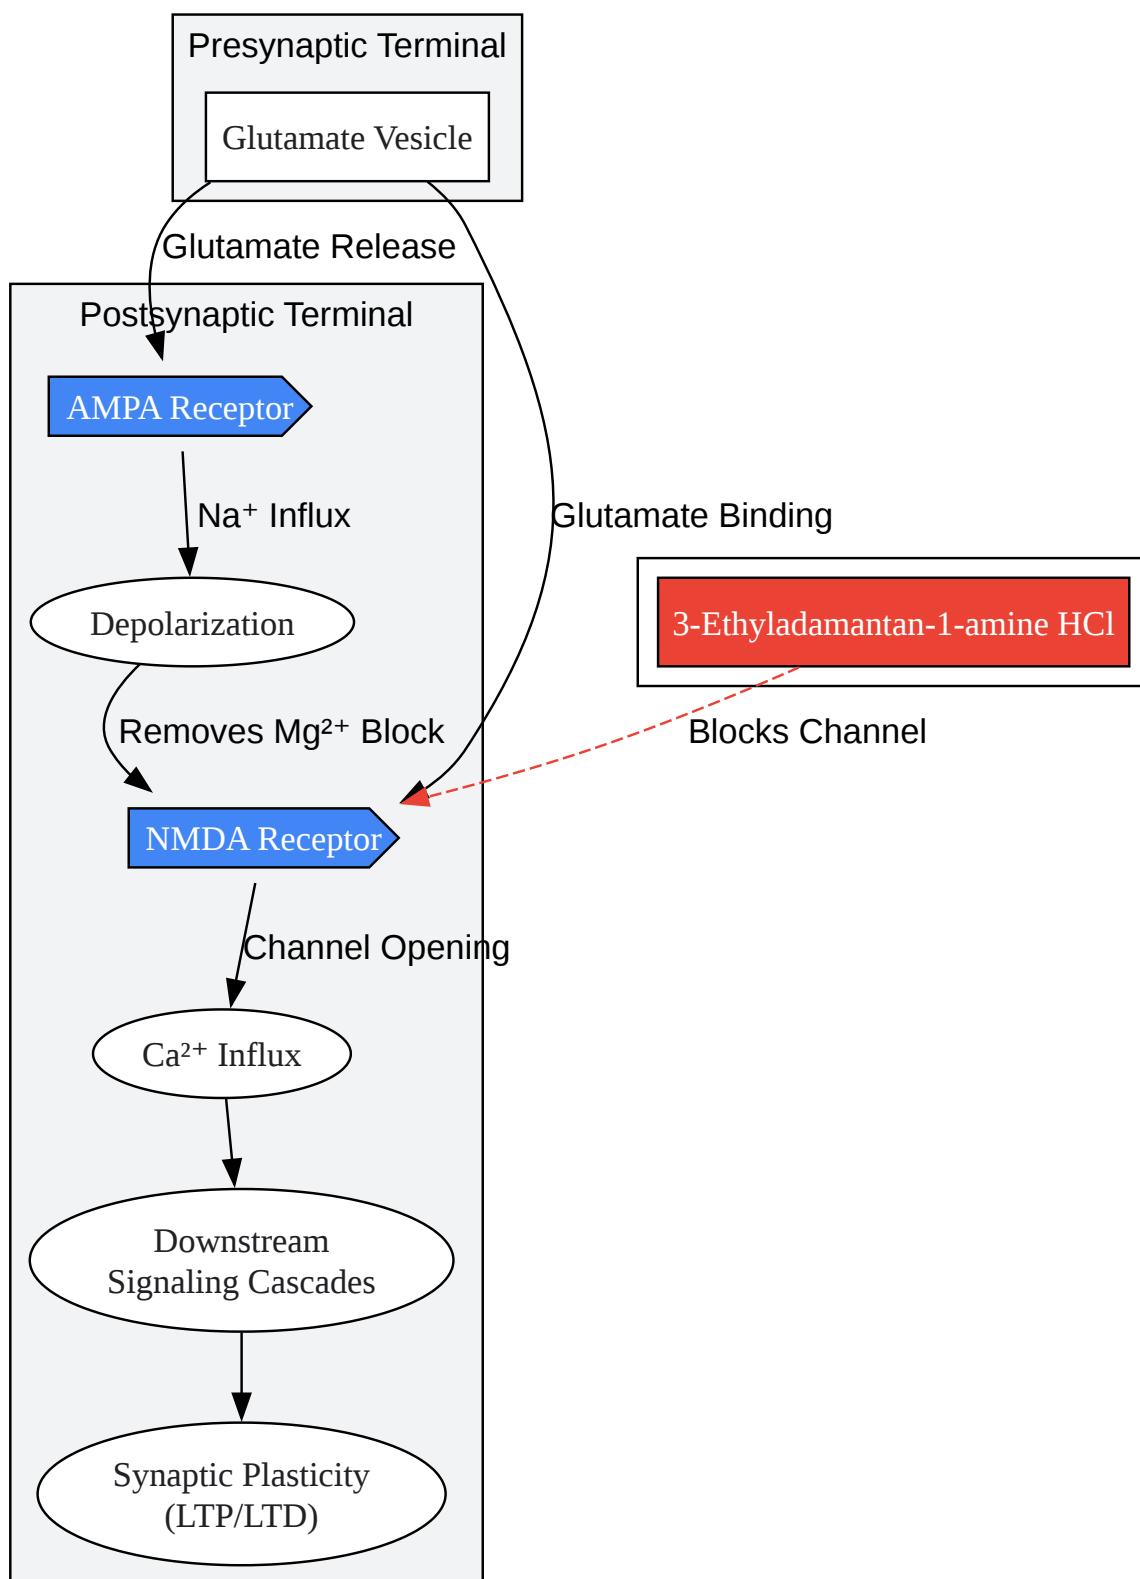 Presynaptic Terminal
Glutamate Vesicle
Glutamate Release
Postsynaptic Terminal
AMPA Receptor
Na⁺ Influx
Glutamate Binding
Depolarization
3-Ethyladamantan-1-amine HCl
Removes Mg²⁺ Block
Blocks Channel
NMDA Receptor
Channel Opening
Ca²⁺ Influx
Downstream
Signaling Cascades
Synaptic Plasticity
(LTP/LTD)